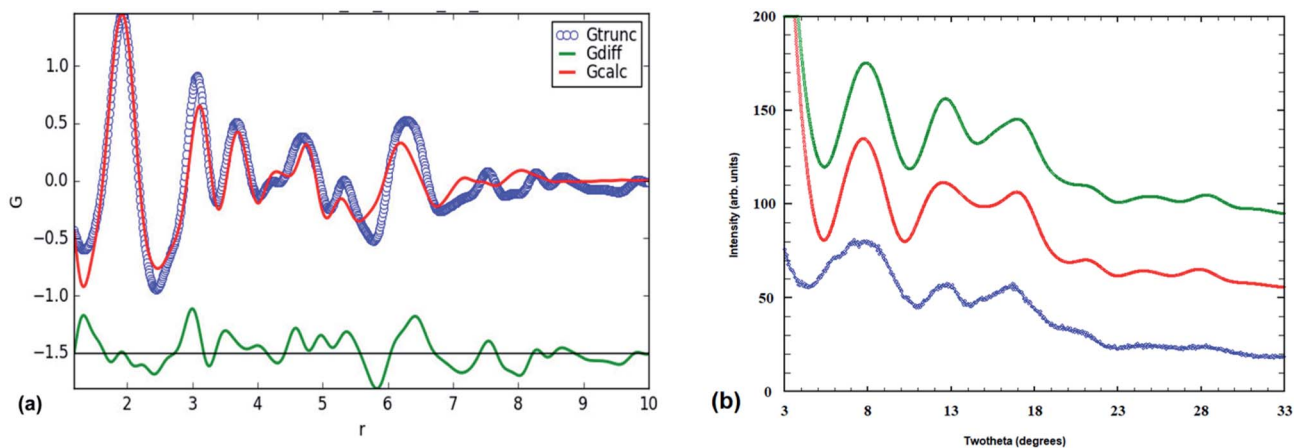 1.0
0.5
0.0
−0.5
−1.0
−1.5
G
Gtrunc
Gdiff
Gcalc
2 3 4 5 6 7 8 9 10
r
(a)
200
150
100
50
0
Intensity (arb. units)
3 8 13 18 23 28 33
Twotheta (degrees)
(b)